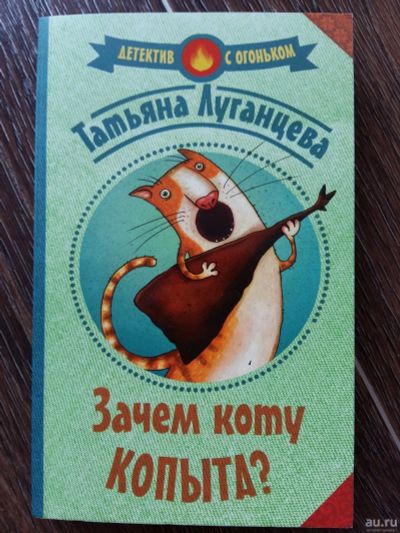 ДЕТЕКТИВ С ОГОНЬКОМ
Татьяна Луганцева
Зачем коту
КОПЫТА?
au.ru